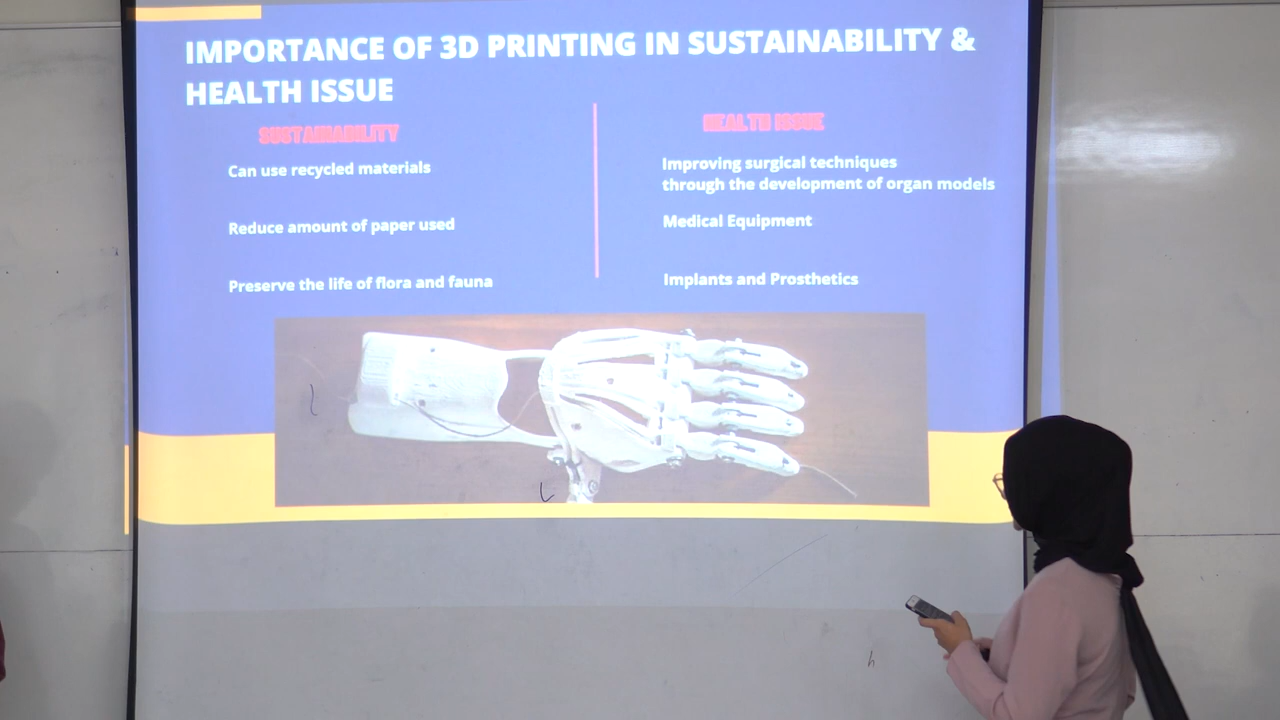 IMPORTANCE OF 3D PRINTING IN SUSTAINABILITY &
HEALTH ISSUE
SUSTAINABILITY
Can use recycled materials
Reduce amount of paper used
Preserve the life of flora and fauna
HEALTH ISSUE
Improving surgical techniques
through the development of organ models
Medical Equipment
Implants and Prosthetics